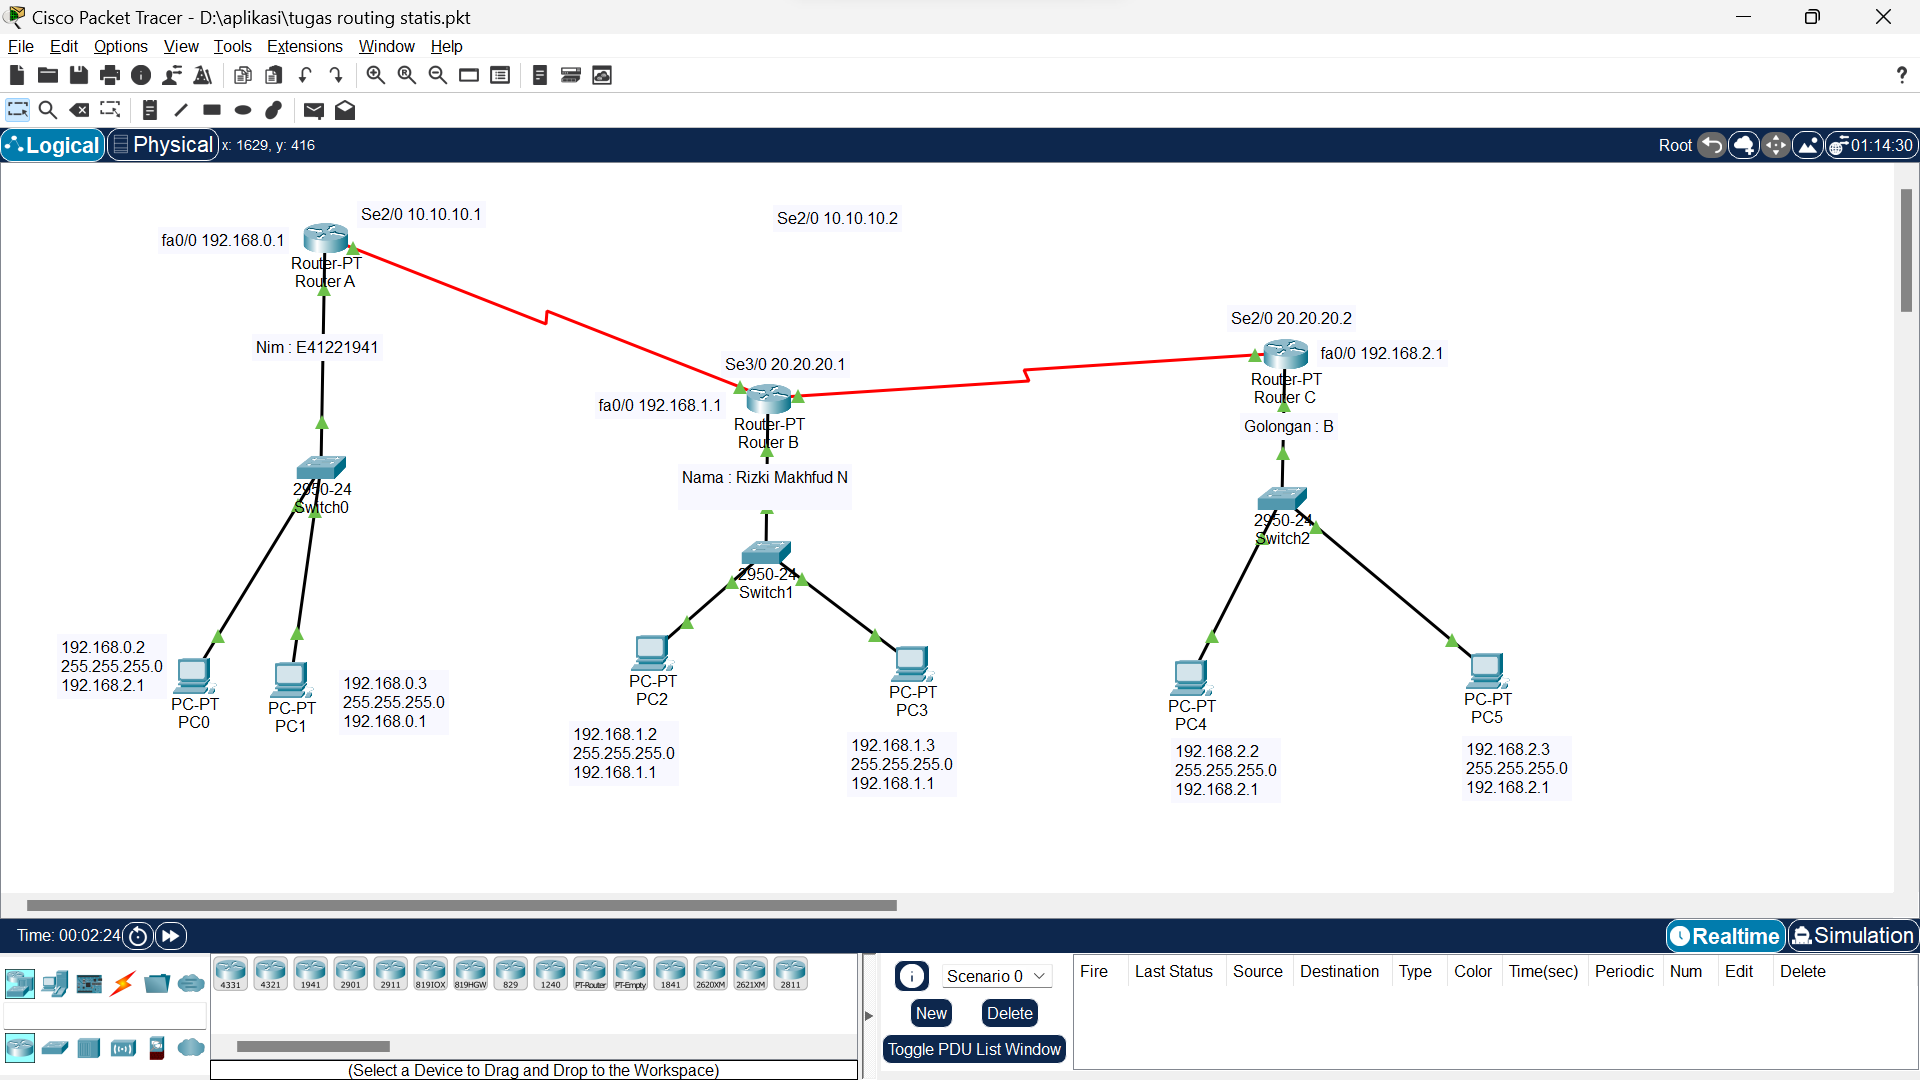 Cisco Packet Tracer - D:\aplikasi\tugas routing statis.pkt
File Edit Options View Tools Extensions Window Help
?
Logical Physical x: 1629, y: 416 Root 01:14:30
Se2/0 10.10.10.1
Se2/0 10.10.10.2
fa0/0 192.168.0.1
Router-PT
Router A
Nim : E41221941
Se2/0 20.20.20.2
fa0/0 192.168.2.1
Router-PT
Router C
Golongan : B
Se3/0 20.20.20.1
fa0/0 192.168.1.1
Router-PT
Router B
Nama : Rizki Makhfud N
2950-24
Switch0
2950-24
Switch1
2950-24
Switch2
192.168.0.2
255.255.255.0
192.168.2.1
PC-PT
PC0
PC-PT
PC1
192.168.0.3
255.255.255.0
192.168.0.1
PC-PT
PC2
192.168.1.2
255.255.255.0
192.168.1.1
PC-PT
PC3
192.168.1.3
255.255.255.0
192.168.1.1
PC-PT
PC4
192.168.2.2
255.255.255.0
192.168.2.1
PC-PT
PC5
192.168.2.3
255.255.255.0
192.168.2.1
Time: 00:02:24 Realtime Simulation
4331 4321 1941 2901 2911 819IOX 819HGW 829 1240 PT-Router PT-Empty 1841 2620XM 2621XM 2811
(Select a Device to Drag and Drop to the Workspace)
Scenario 0
New Delete
Toggle PDU List Window
Fire Last Status Source Destination Type Color Time(sec) Periodic Num Edit Delete